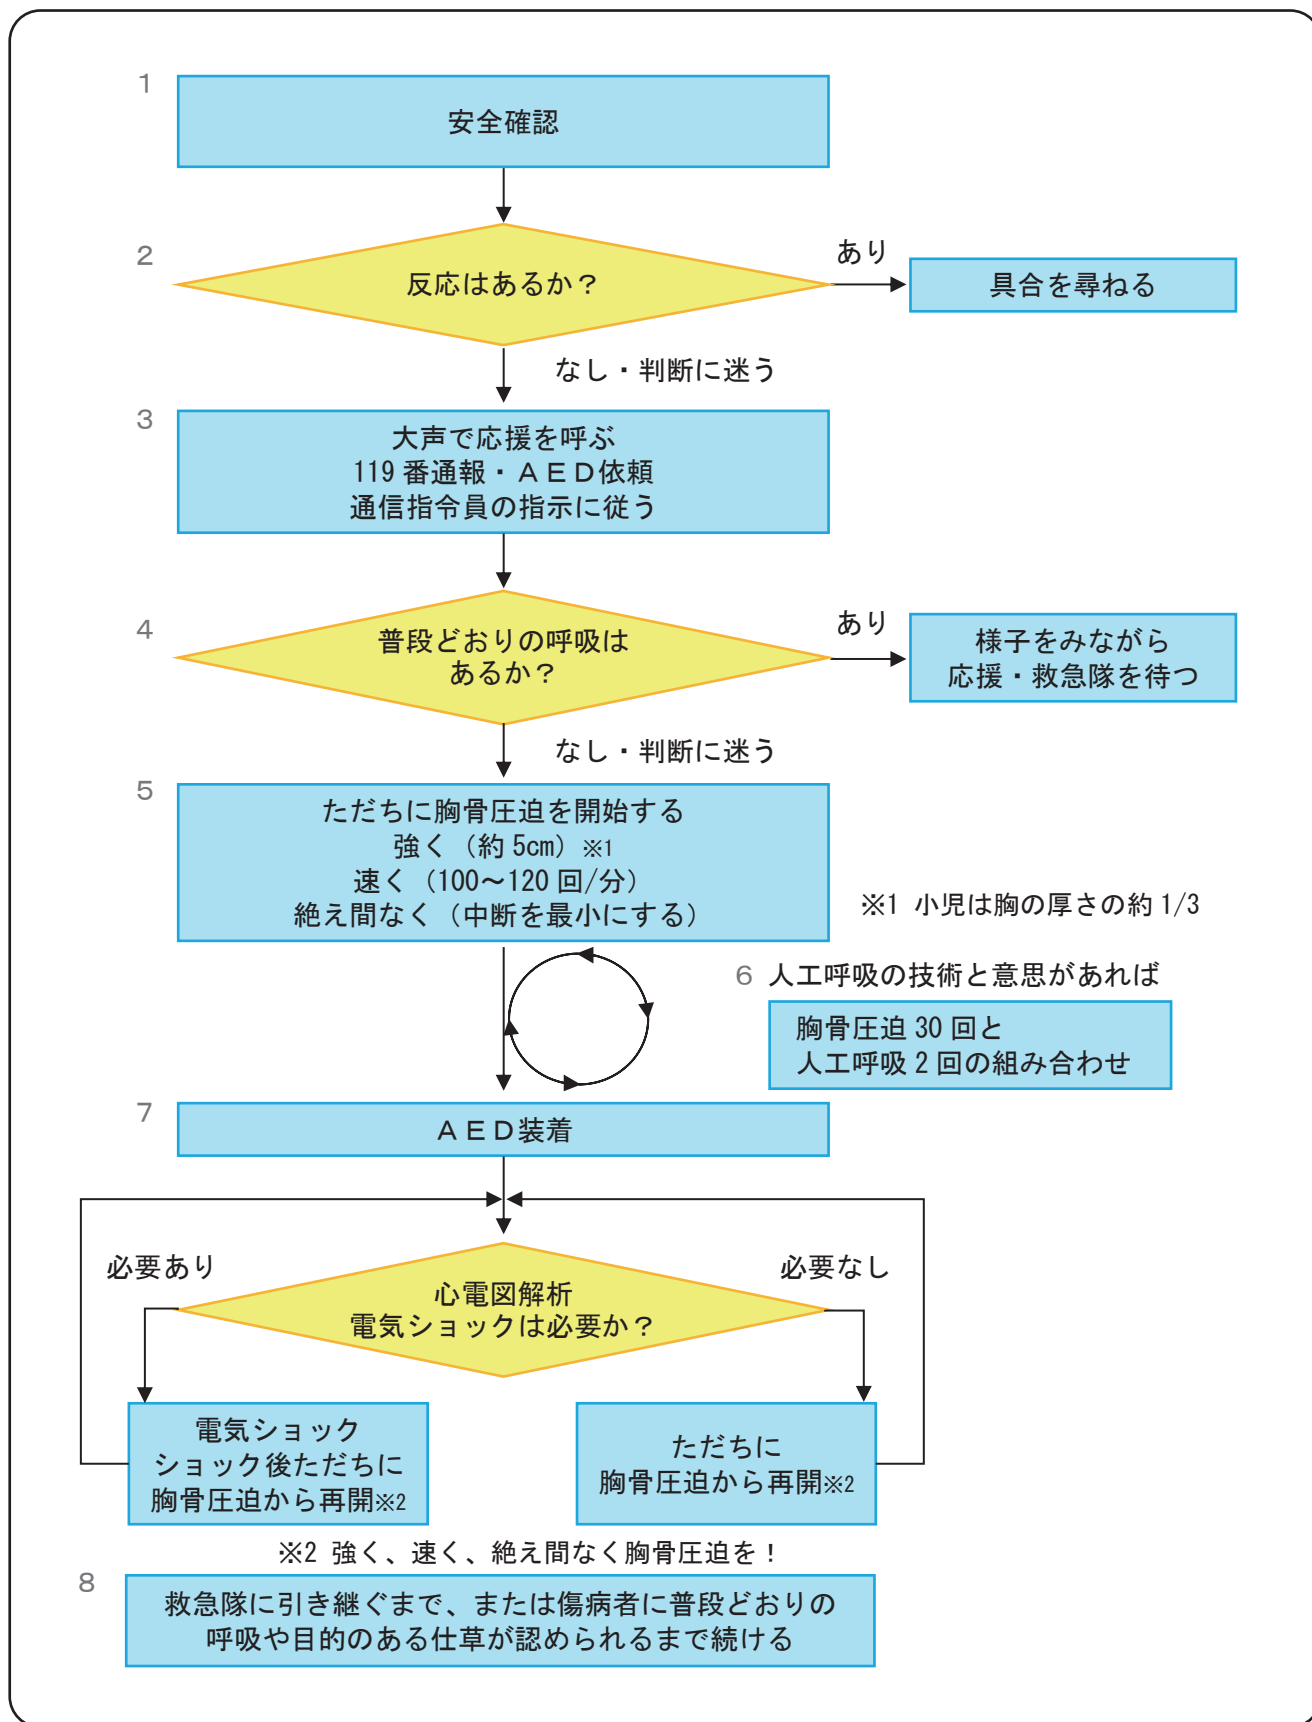 1
安全確認
2
反応はあるか？
あり
具合を尋ねる
なし・判断に迷う
3
大声で応援を呼ぶ
119番通報・ＡＥＤ依頼
通信指令員の指示に従う
4
普段どおりの呼吸は
あるか？
あり
様子をみながら
応援・救急隊を待つ
なし・判断に迷う
5
ただちに胸骨圧迫を開始する
強く（約5cm）※1
速く（100～120回/分）
絶え間なく（中断を最小にする）
※1 小児は胸の厚さの約1/3
6 人工呼吸の技術と意思があれば
胸骨圧迫30回と
人工呼吸2回の組み合わせ
7
ＡＥＤ装着
必要あり
必要なし
心電図解析
電気ショックは必要か？
電気ショック
ショック後ただちに
胸骨圧迫から再開※2
ただちに
胸骨圧迫から再開※2
※2 強く、速く、絶え間なく胸骨圧迫を！
8
救急隊に引き継ぐまで、または傷病者に普段どおりの
呼吸や目的のある仕草が認められるまで続ける